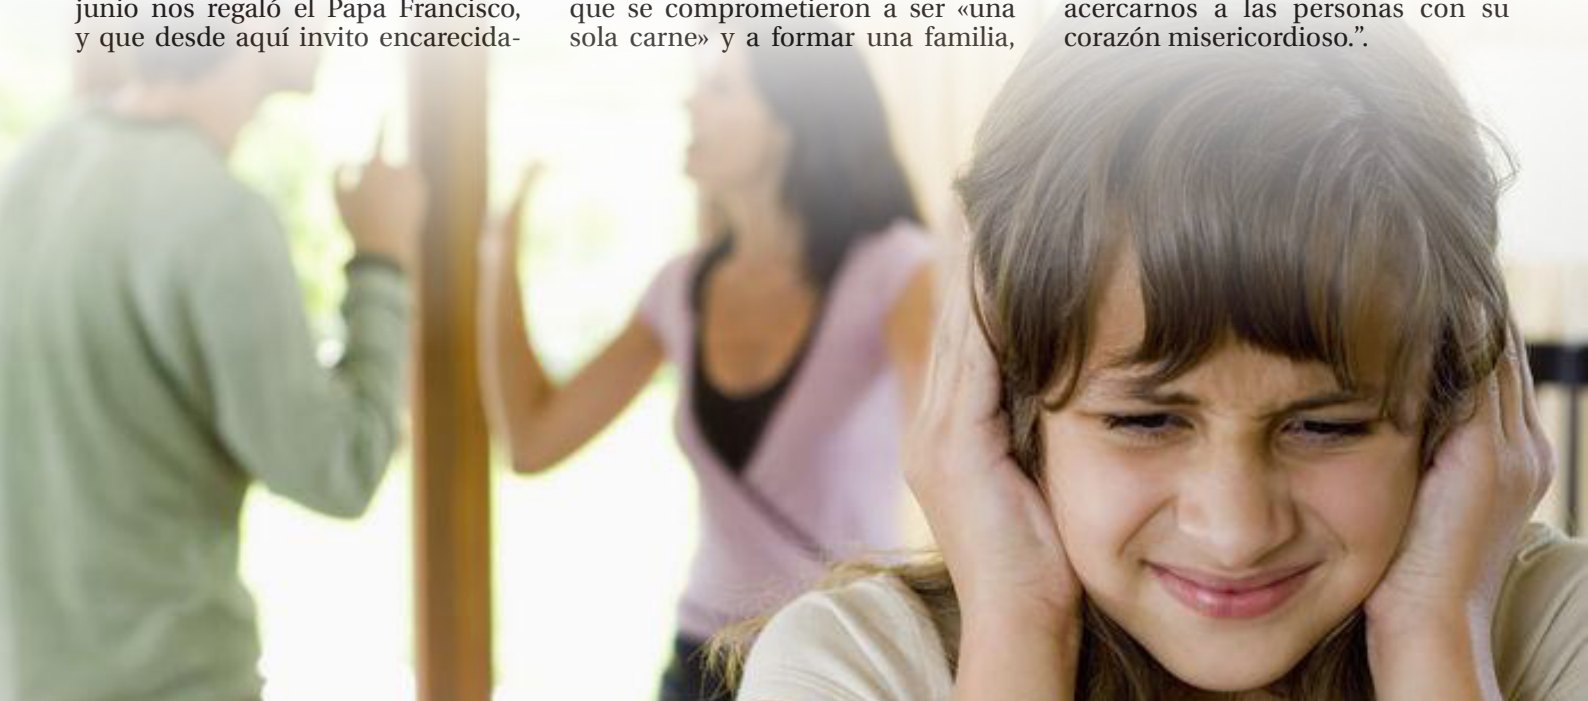 junio nos regaló el Papa Francisco,
y que desde aquí invito encarecida-
que se comprometieron a ser «una
sola carne» y a formar una familia,
acercarnos a las personas con su
corazón misericordioso.”.